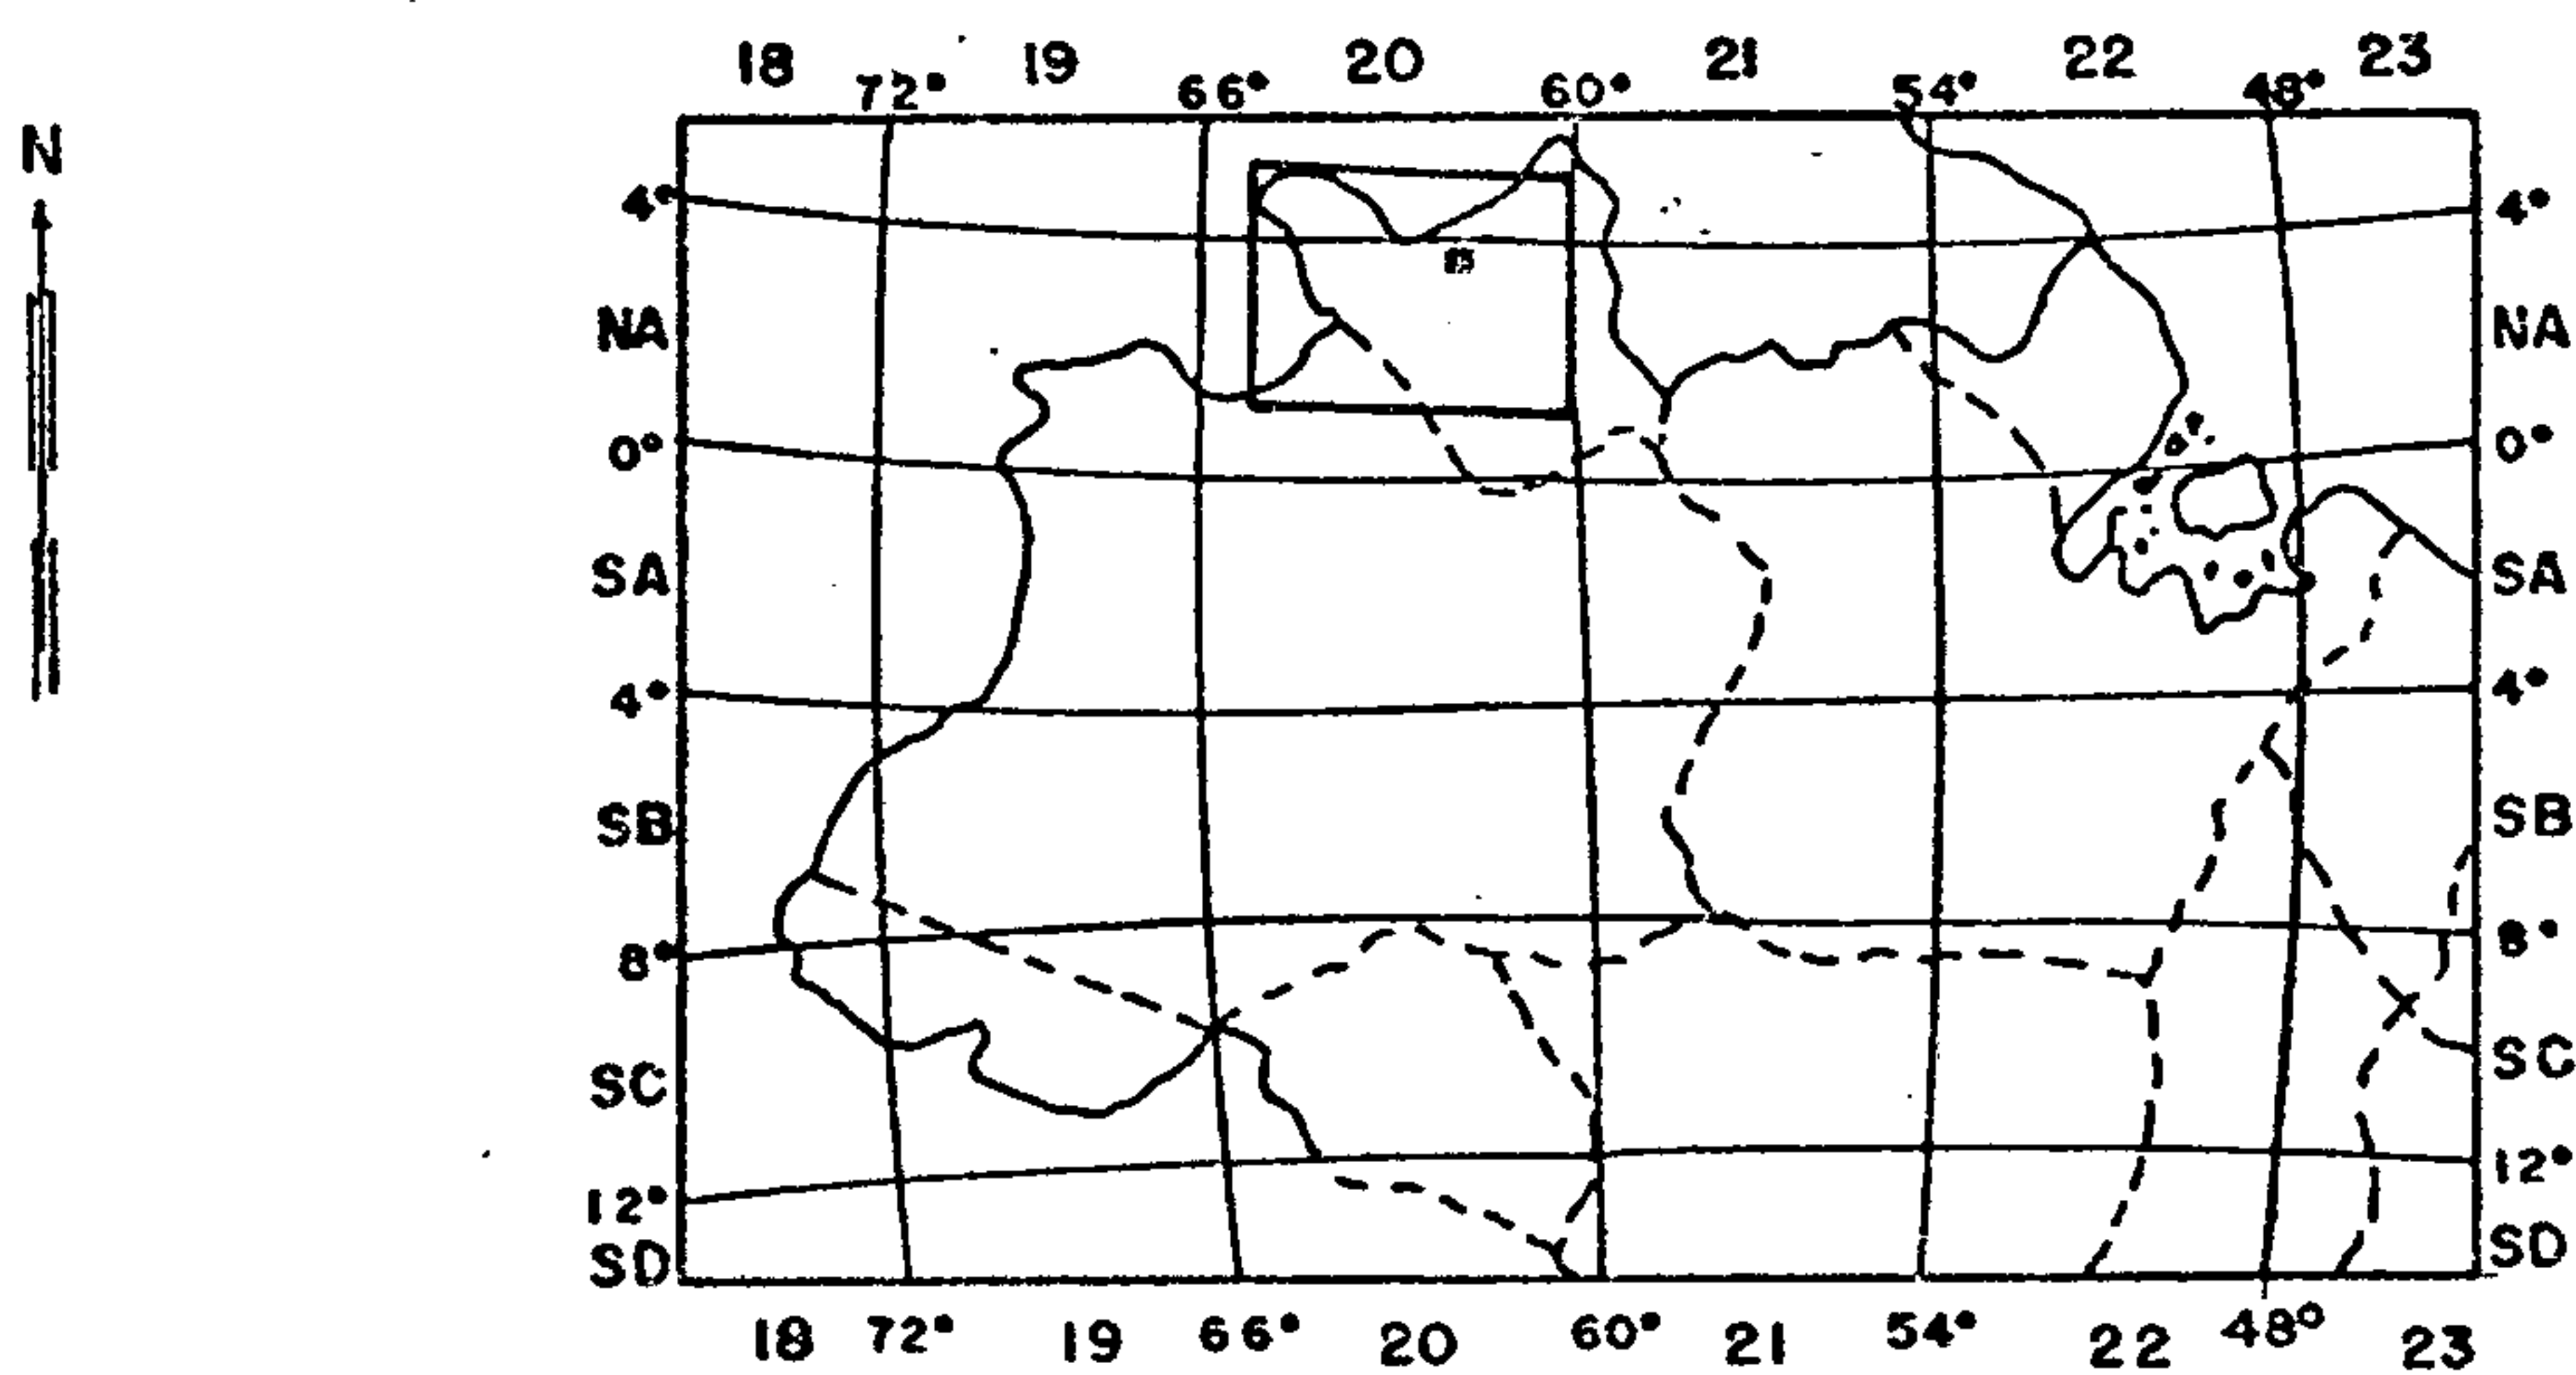 18 19 20 21 22 23
72° 66° 60° 54° 48°
N
4° 4°
NA NA
0° 0°
SA SA
4° 4°
SB SB
8° 8°
SC SC
12° 12°
SD SD
18 72° 19 66° 20 60° 21 54° 22 48° 23